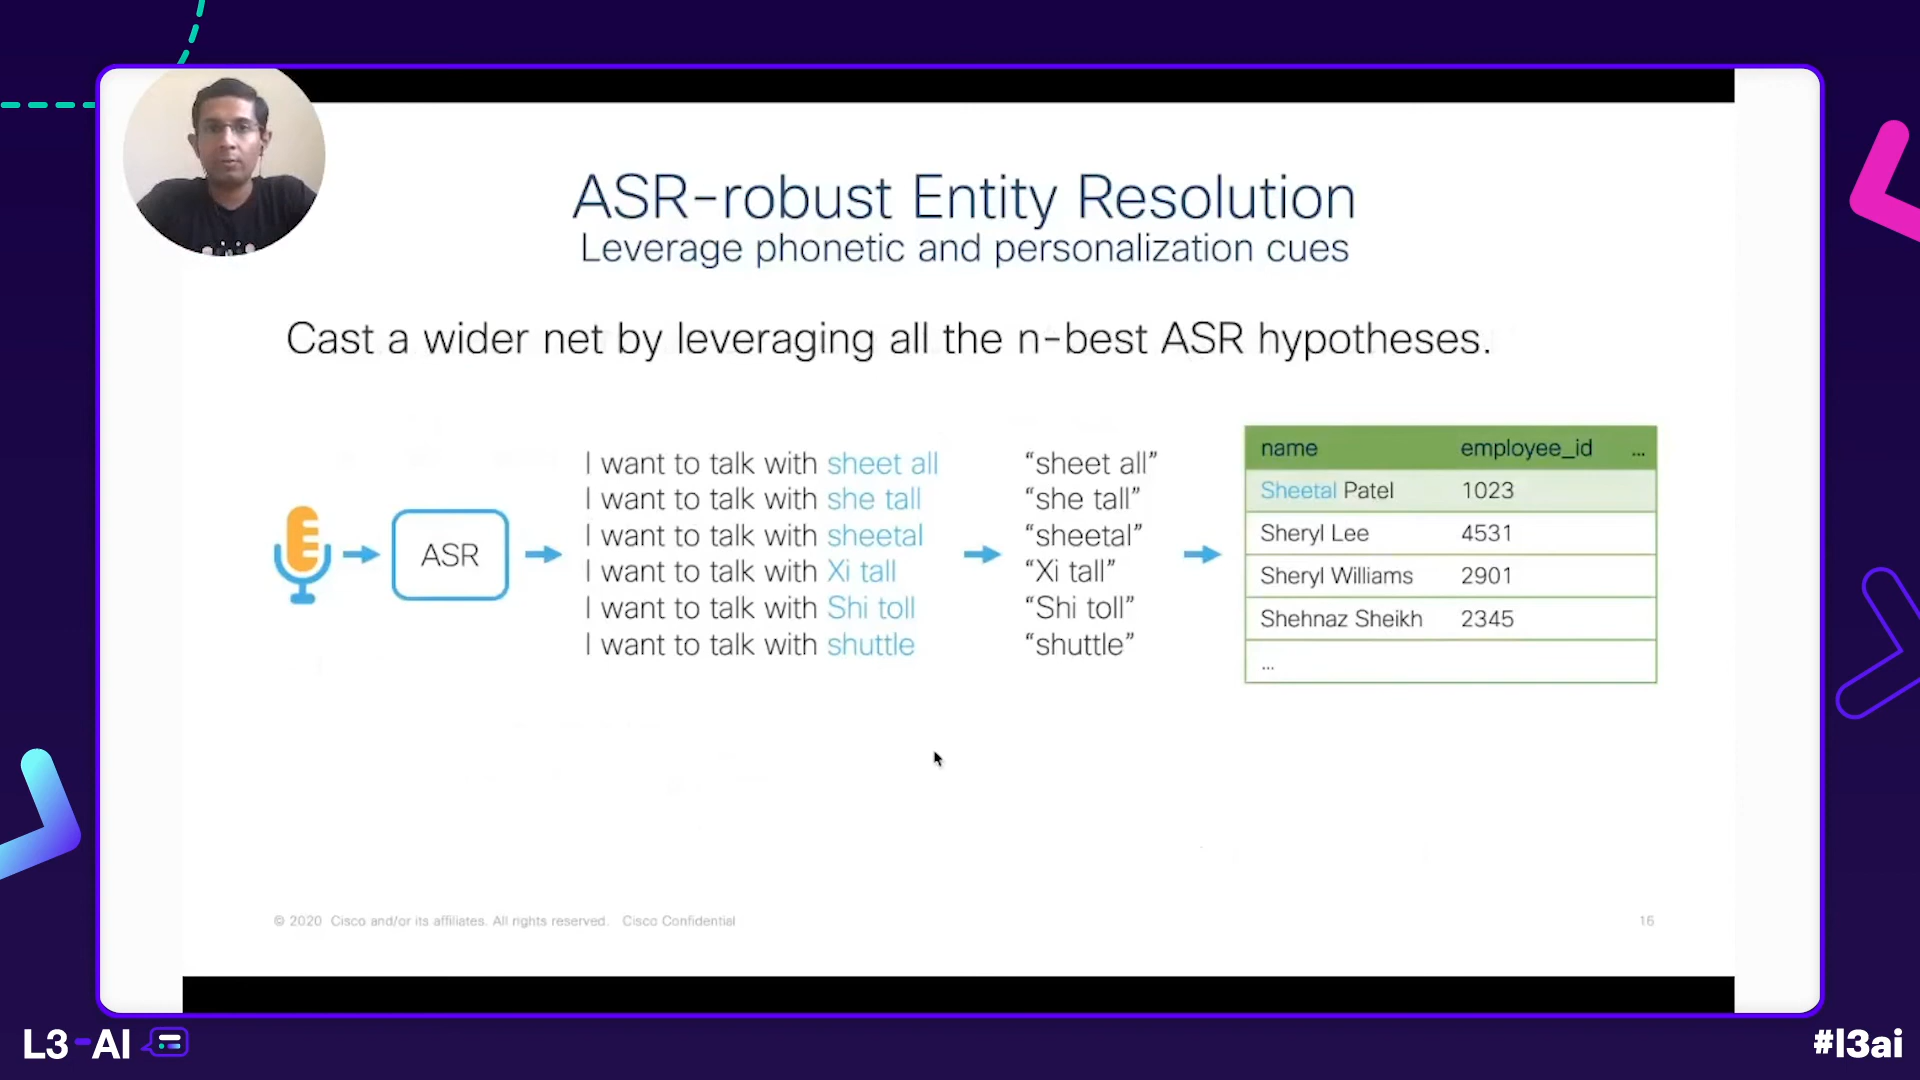 ASR-robust Entity Resolution
Leverage phonetic and personalization cues
Cast a wider net by leveraging all the n-best ASR hypotheses.
ASR
I want to talk with sheet all
I want to talk with she tall
I want to talk with sheetal
I want to talk with Xi tall
I want to talk with Shi toll
I want to talk with shuttle
“sheet all”
“she tall”
“sheetal”
“Xi tall”
“Shi toll”
“shuttle”
name employee_id ...
Sheetal Patel 1023
Sheryl Lee 4531
Sheryl Williams 2901
Shehnaz Sheikh 2345
...
© 2020 Cisco and/or its affiliates. All rights reserved. Cisco Confidential
16
L3-AI
#l3ai